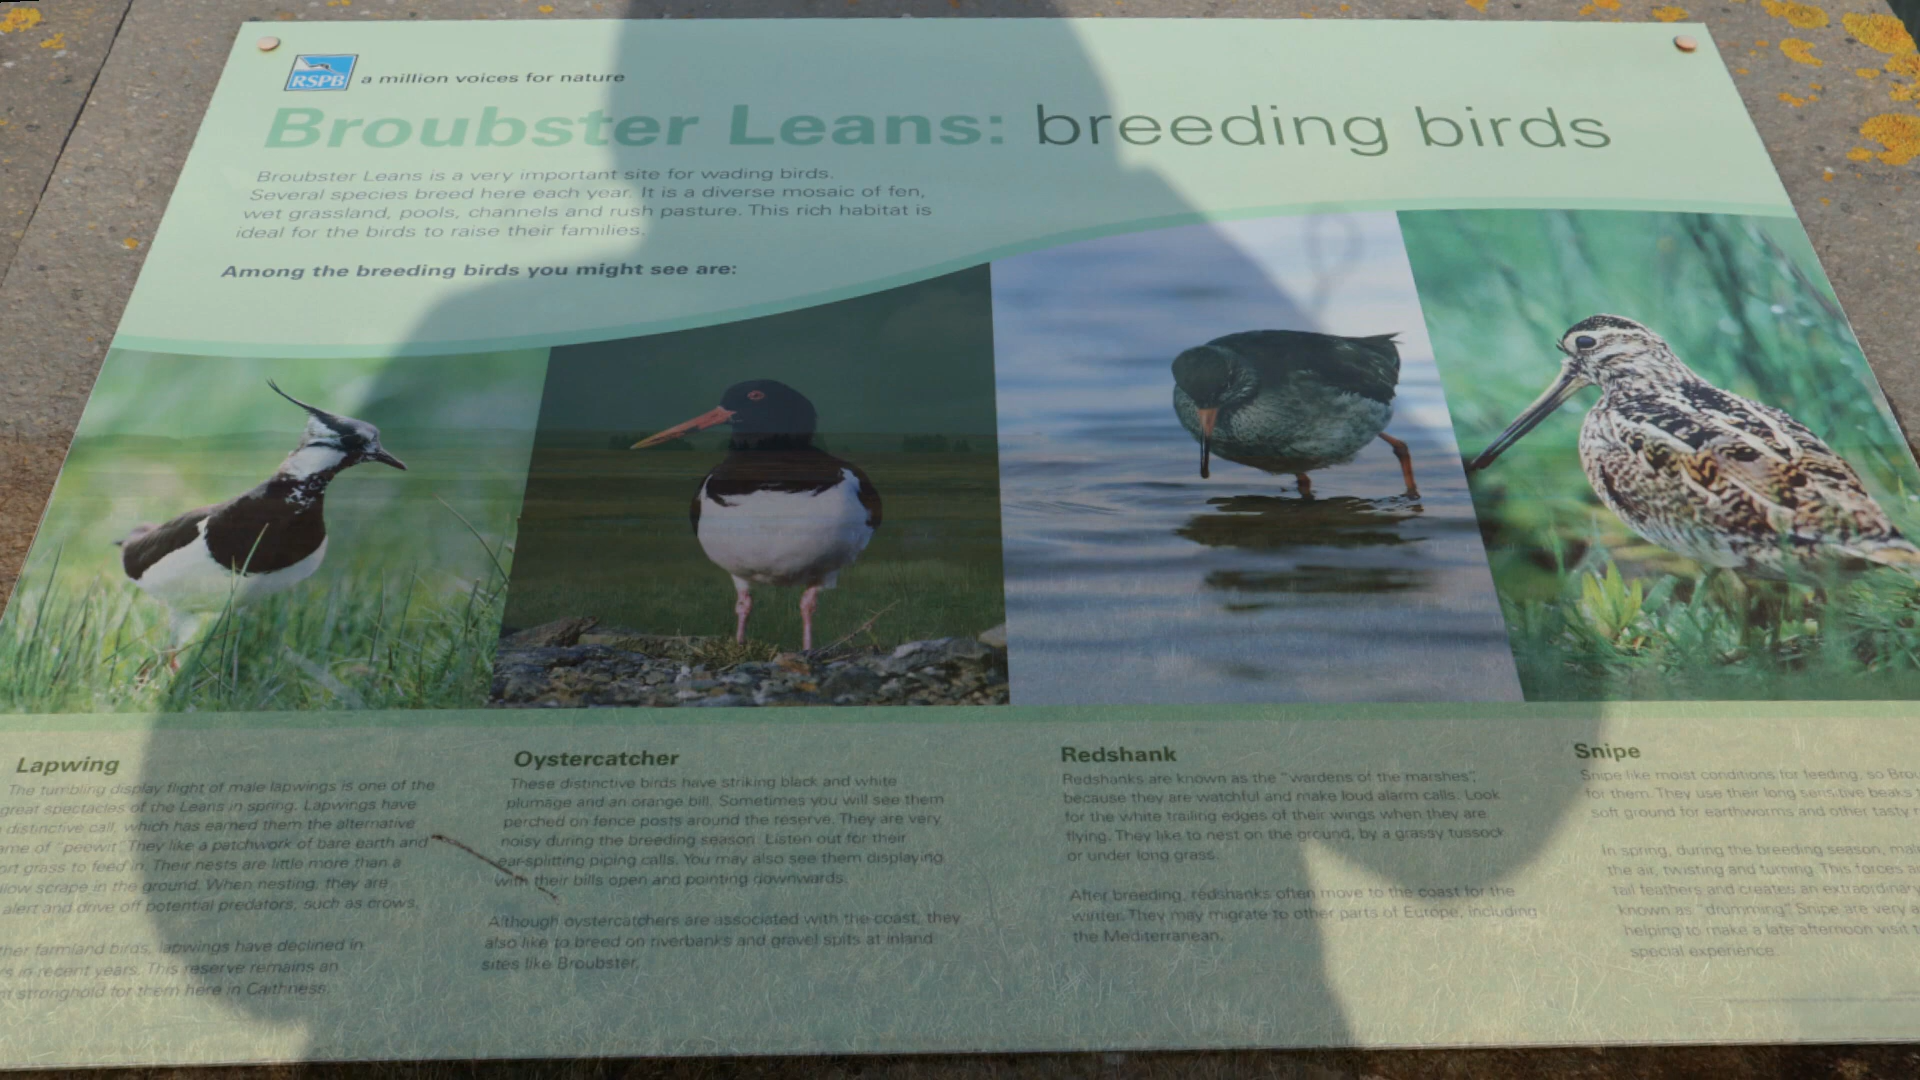 RSPB a million voices for nature
Broubster Leans: breeding birds
Broubster Leans is a very important site for wading birds.
Several species breed here each year. It is a diverse mosaic of fen,
wet grassland, pools, channels and rush pasture. This rich habitat is
ideal for the birds to raise their families.
Among the breeding birds you might see are:
Lapwing
The tumbling display flight of male lapwings is one of the
great spectacles of the Leans in spring. Lapwings have
distinctive call, which has earned them the alternative
of "peewit". They like a patchwork of bare earth and
grass to feed in. Their nests are little more than a
scrape in the ground. When nesting, they are
alert and drive off potential predators, such as crows.
farmland birds, lapwings have declined in
in recent years. This reserve remains an
stronghold for them here in Caithness.
Oystercatcher
These distinctive birds have striking black and white
plumage and an orange bill. Sometimes you will see them
perched on fence posts around the reserve. They are very
noisy during the breeding season. Listen out for their
ear-splitting piping calls. You may also see them displaying
with their bills open and pointing downwards.
Although oystercatchers are associated with the coast, they
also like to breed on riverbanks and gravel spits at inland
sites like Broubster.
Redshank
Redshanks are known as the "wardens of the marshes",
because they are watchful and make loud alarm calls. Look
for the white trailing edges of their wings when they are
flying. They like to nest on the ground, by a grassy tussock
or under long grass.
After breeding, redshanks often move to the coast for the
winter. They may migrate to other parts of Europe, including
the Mediterranean.
Snipe
Snipe like moist conditions for feeding, so
for them. They use their long sensitive beaks
soft ground for earthworms and other tasty
In spring, during the breeding season,
the air, twisting and turning. This forces
tail feathers and creates an extraordinary
known as "drumming". Snipe are very
helping to make a late afternoon visit
special experience.